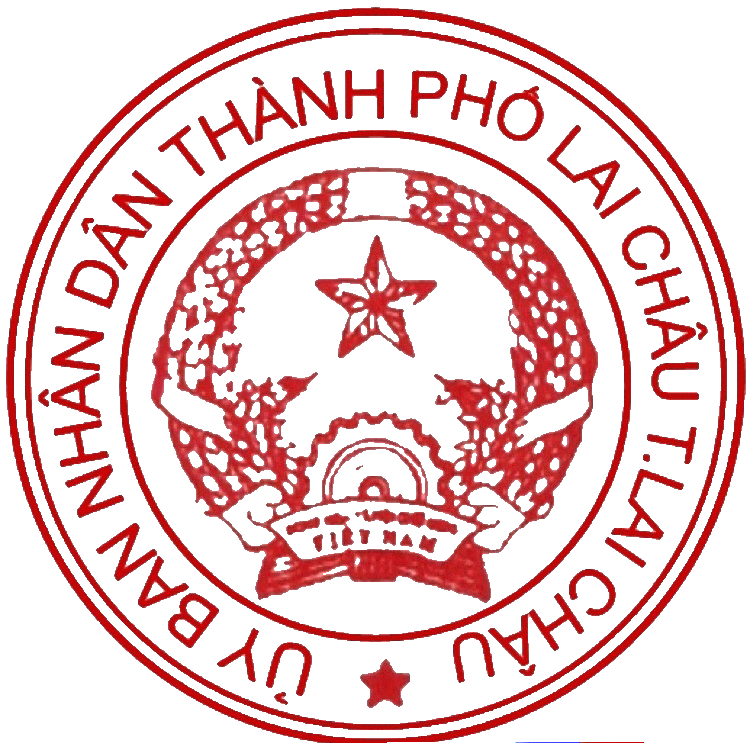 ỦY BAN NHÂN DÂN THÀNH PHỐ LAI CHÂU T.LAI CHÂU
VIỆT NAM